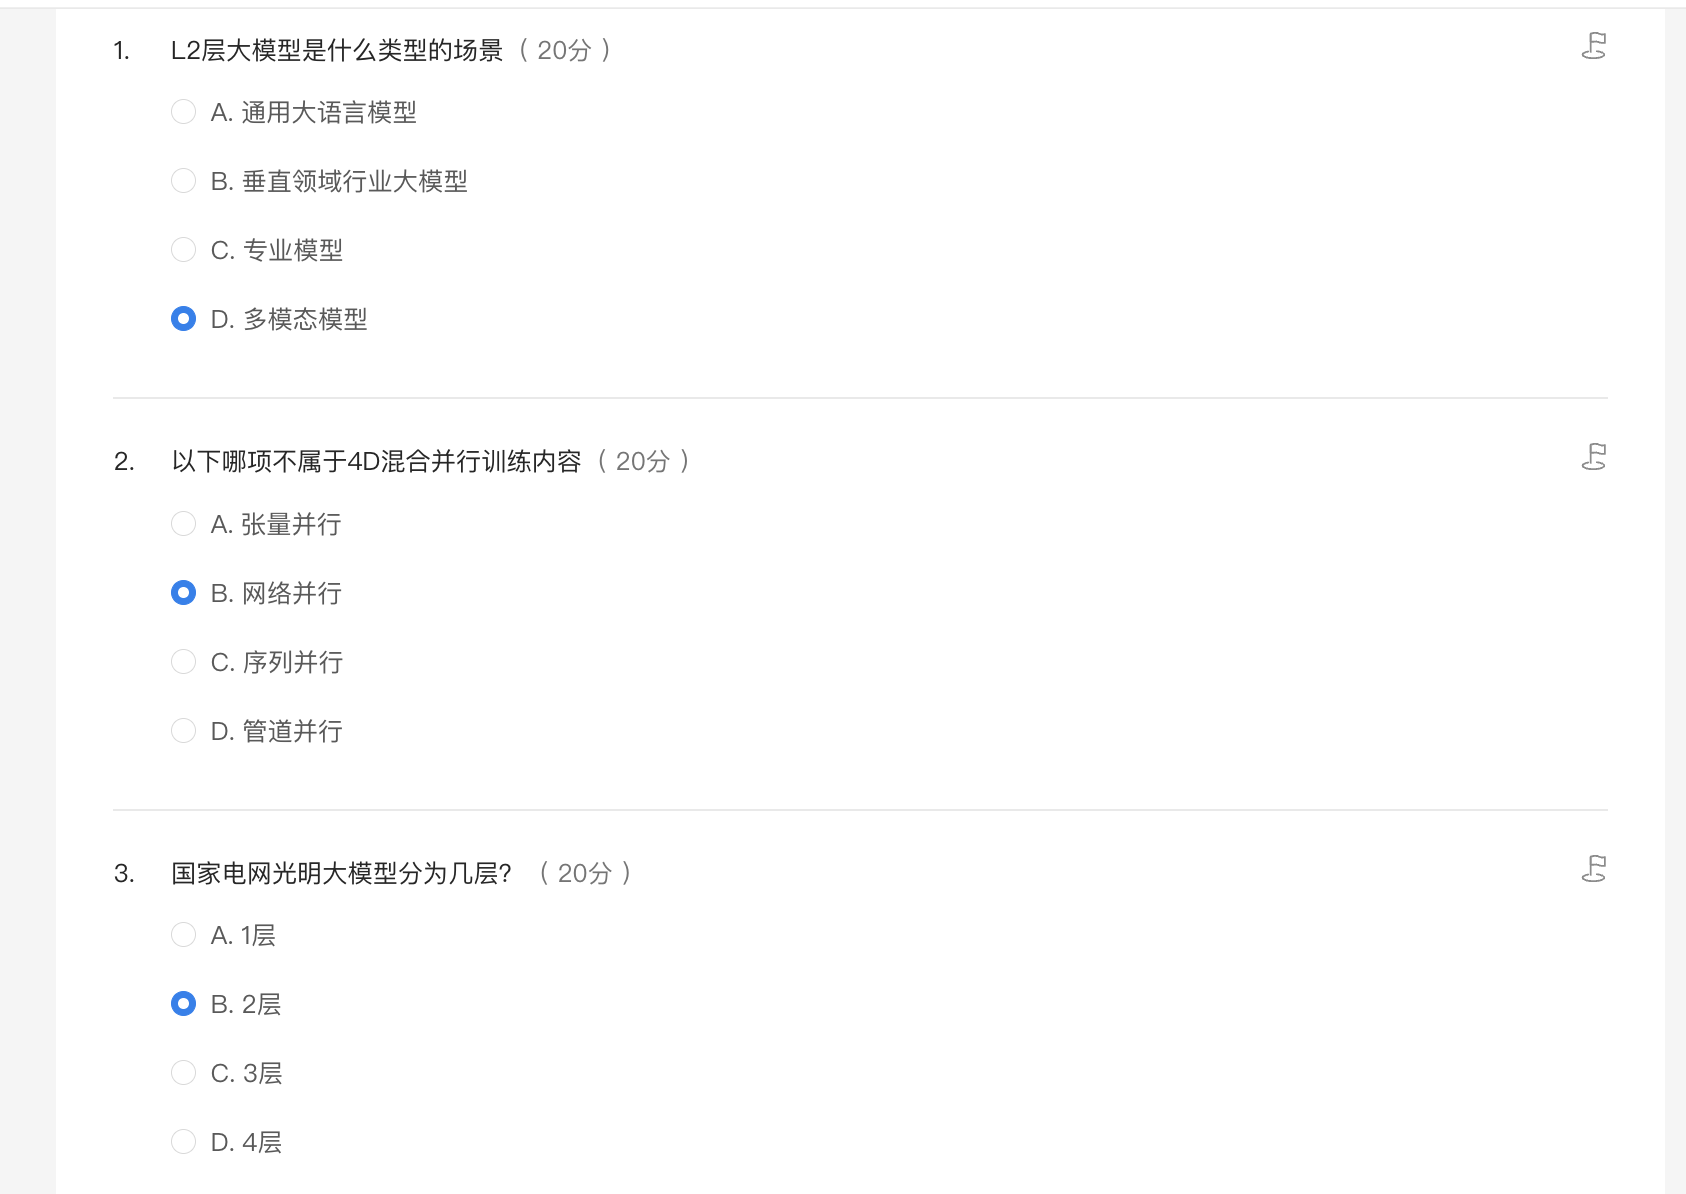 1. L2层大模型是什么类型的场景（ 20分 ）
A. 通用大语言模型
B. 垂直领域行业大模型
C. 专业模型
D. 多模态模型
2. 以下哪项不属于4D混合并行训练内容（ 20分 ）
A. 张量并行
B. 网络并行
C. 序列并行
D. 管道并行
3. 国家电网光明大模型分为几层? （ 20分 ）
A. 1层
B. 2层
C. 3层
D. 4层